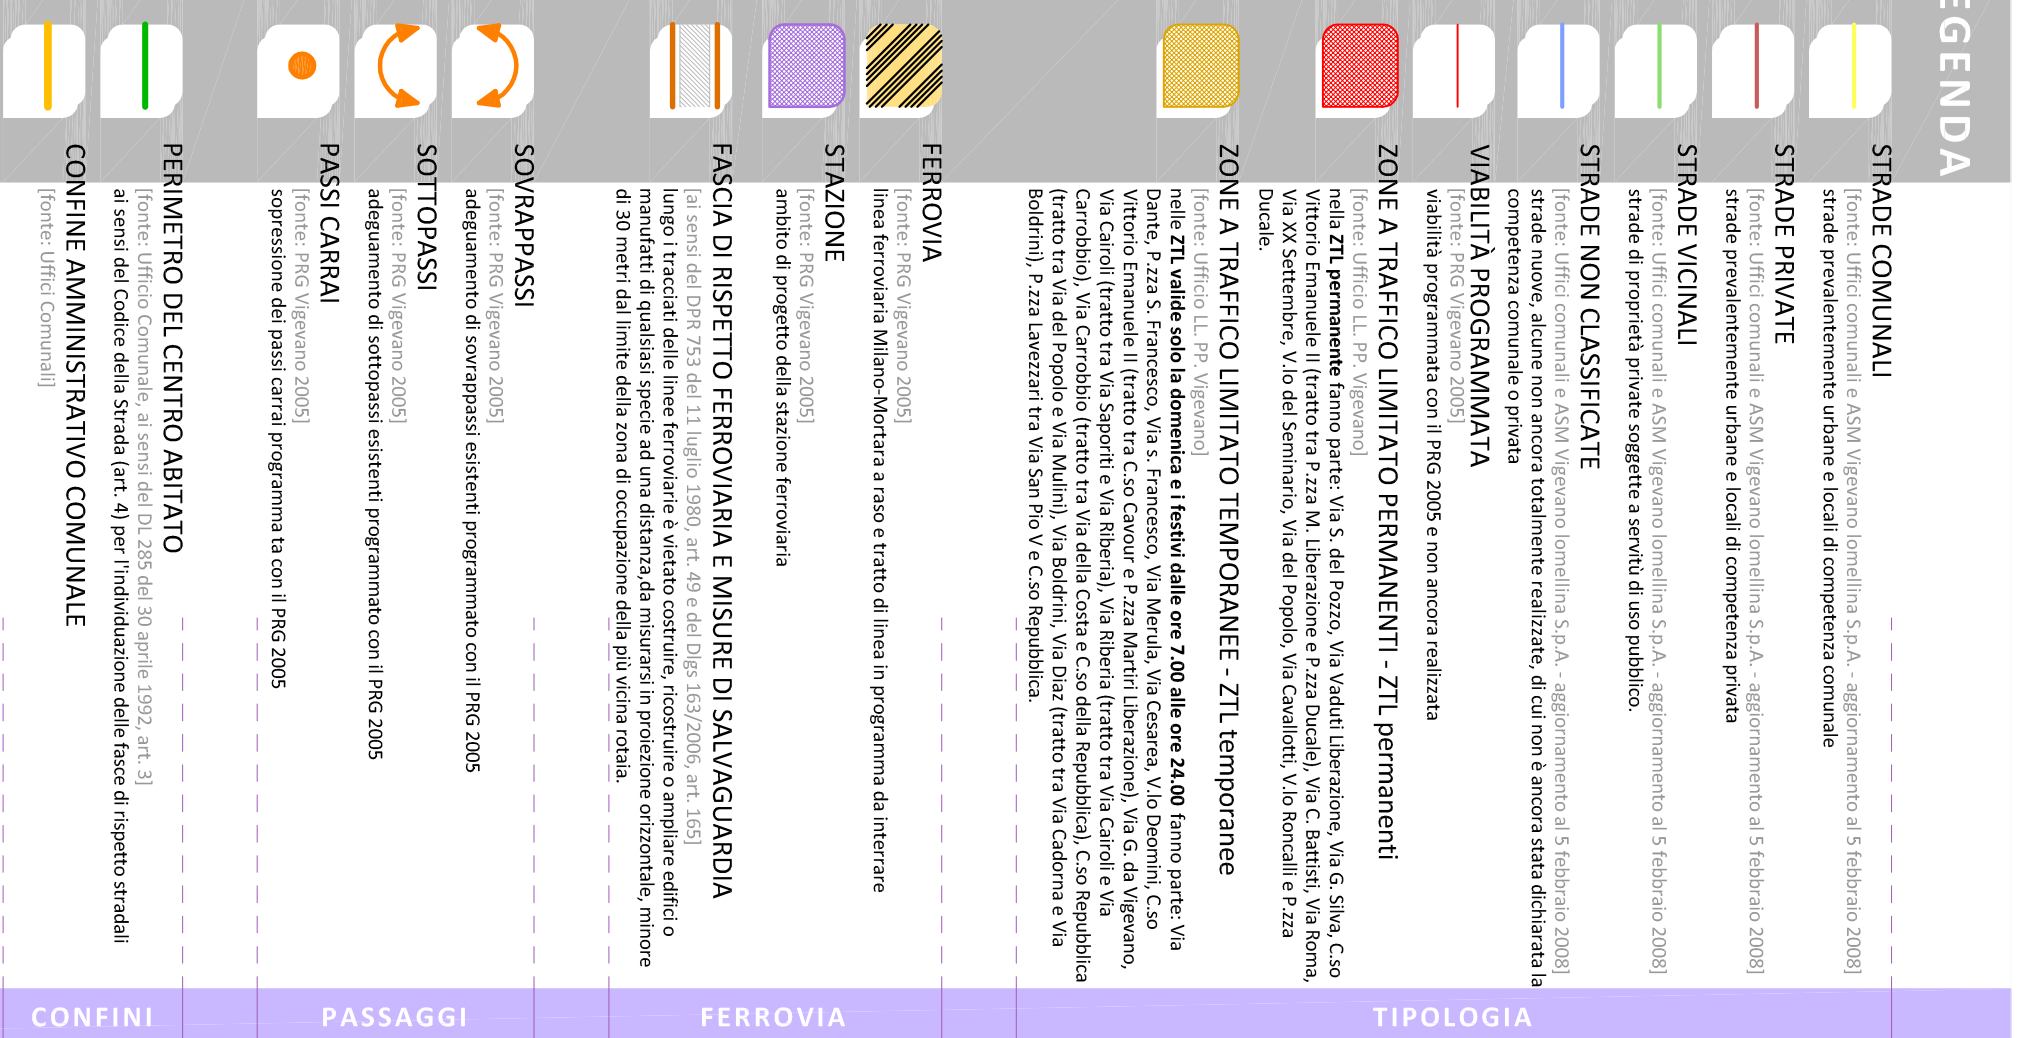 LEGENDA
STRADE COMUNALI
[fonte: Uffici comunali e ASM Vigevano lomellina S.p.A. - aggiornamento al 5 febbraio 2008]
strade prevalentemente urbane e locali di competenza comunale
STRADE PRIVATE
[fonte: Uffici comunali e ASM Vigevano lomellina S.p.A. - aggiornamento al 5 febbraio 2008]
strade prevalentemente urbane e locali di competenza privata
STRADE VICINALI
[fonte: Uffici comunali e ASM Vigevano lomellina S.p.A. - aggiornamento al 5 febbraio 2008]
strade di proprietà private soggette a servitù di uso pubblico.
STRADE NON CLASSIFICATE
[fonte: Uffici comunali e ASM Vigevano lomellina S.p.A. - aggiornamento al 5 febbraio 2008]
strade nuove, alcune non ancora totalmente realizzate, di cui non è ancora stata dichiarata la
competenza comunale o privata
VIABILITÀ PROGRAMMATA
[fonte: PRG Vigevano 2005]
viabilità programmata con il PRG 2005 e non ancora realizzata
ZONE A TRAFFICO LIMITATO PERMANENTI - ZTL permanenti
[fonte: Ufficio LL. PP. Vigevano]
nella ZTL permanente fanno parte: Via S. del Pozzo, Via Vaduti Liberazione, Via G. Silva, C.so
Vittorio Emanuele II (tratto tra P.zza M. Liberazione e P.zza Ducale), Via C. Battisti, Via Roma,
Via XX Settembre, V.lo del Seminario, Via del Popolo, Via Cavallotti, V.lo Roncalli e P.zza
Ducale.
ZONE A TRAFFICO LIMITATO TEMPORANEE - ZTL temporanee
[fonte: Ufficio LL. PP. Vigevano]
nelle ZTL valide solo la domenica e i festivi dalle ore 7.00 alle ore 24.00 fanno parte: Via
Dante, P.zza S. Francesco, Via s. Francesco, Via Merula, Via Cesarea, V.lo Deomini, C.so
Vittorio Emanuele II (tratto tra C.so Cavour e P.zza Martiri Liberazione), Via G. da Vigevano,
Via Cairoli (tratto tra Via Saporiti e Via Riberia), Via Riberia (tratto tra Via Cairoli e Via
Carrobbio), Via Carrobbio (tratto tra Via della Costa e C.so della Repubblica), C.so Repubblica
(tratto tra Via del Popolo e Via Mulini), Via Boldrini, Via Diaz (tratto tra Via Cadorna e Via
Boldrini), P.zza Lavezzari tra Via San Pio V e C.so Repubblica.
TIPOLOGIA
FERROVIA
[fonte: PRG Vigevano 2005]
linea ferroviaria Milano-Mortara a raso e tratto di linea in programma da interrare
STAZIONE
[fonte: PRG Vigevano 2005]
ambito di progetto della stazione ferroviaria
FASCIA DI RISPETTO FERROVIARIA E MISURE DI SALVAGUARDIA
[ai sensi del DPR 753 del 11 luglio 1980, art. 49 e del Dlgs 163/2006, art. 165]
lungo i tracciati delle linee ferroviarie è vietato costruire, ricostruire o ampliare edifici o
manufatti di qualsiasi specie ad una distanza,da misurarsi in proiezione orizzontale, minore
di 30 metri dal limite della zona di occupazione della più vicina rotaia.
FERROVIA
SOVRAPPASSI
[fonte: PRG Vigevano 2005]
adeguamento di sovrappassi esistenti programmato con il PRG 2005
SOTTOPASSI
[fonte: PRG Vigevano 2005]
adeguamento di sottopassi esistenti programmato con il PRG 2005
PASSI CARRAI
[fonte: PRG Vigevano 2005]
sopressione dei passi carrai programma ta con il PRG 2005
PASSAGGI
PERIMETRO DEL CENTRO ABITATO
[fonte: Ufficio Comunale, ai sensi del DL 285 del 30 aprile 1992, art. 3]
ai sensi del Codice della Strada (art. 4) per l'individuazione delle fasce di rispetto stradali
CONFINE AMMINISTRATIVO COMUNALE
[fonte: Uffici Comunali]
CONFINI